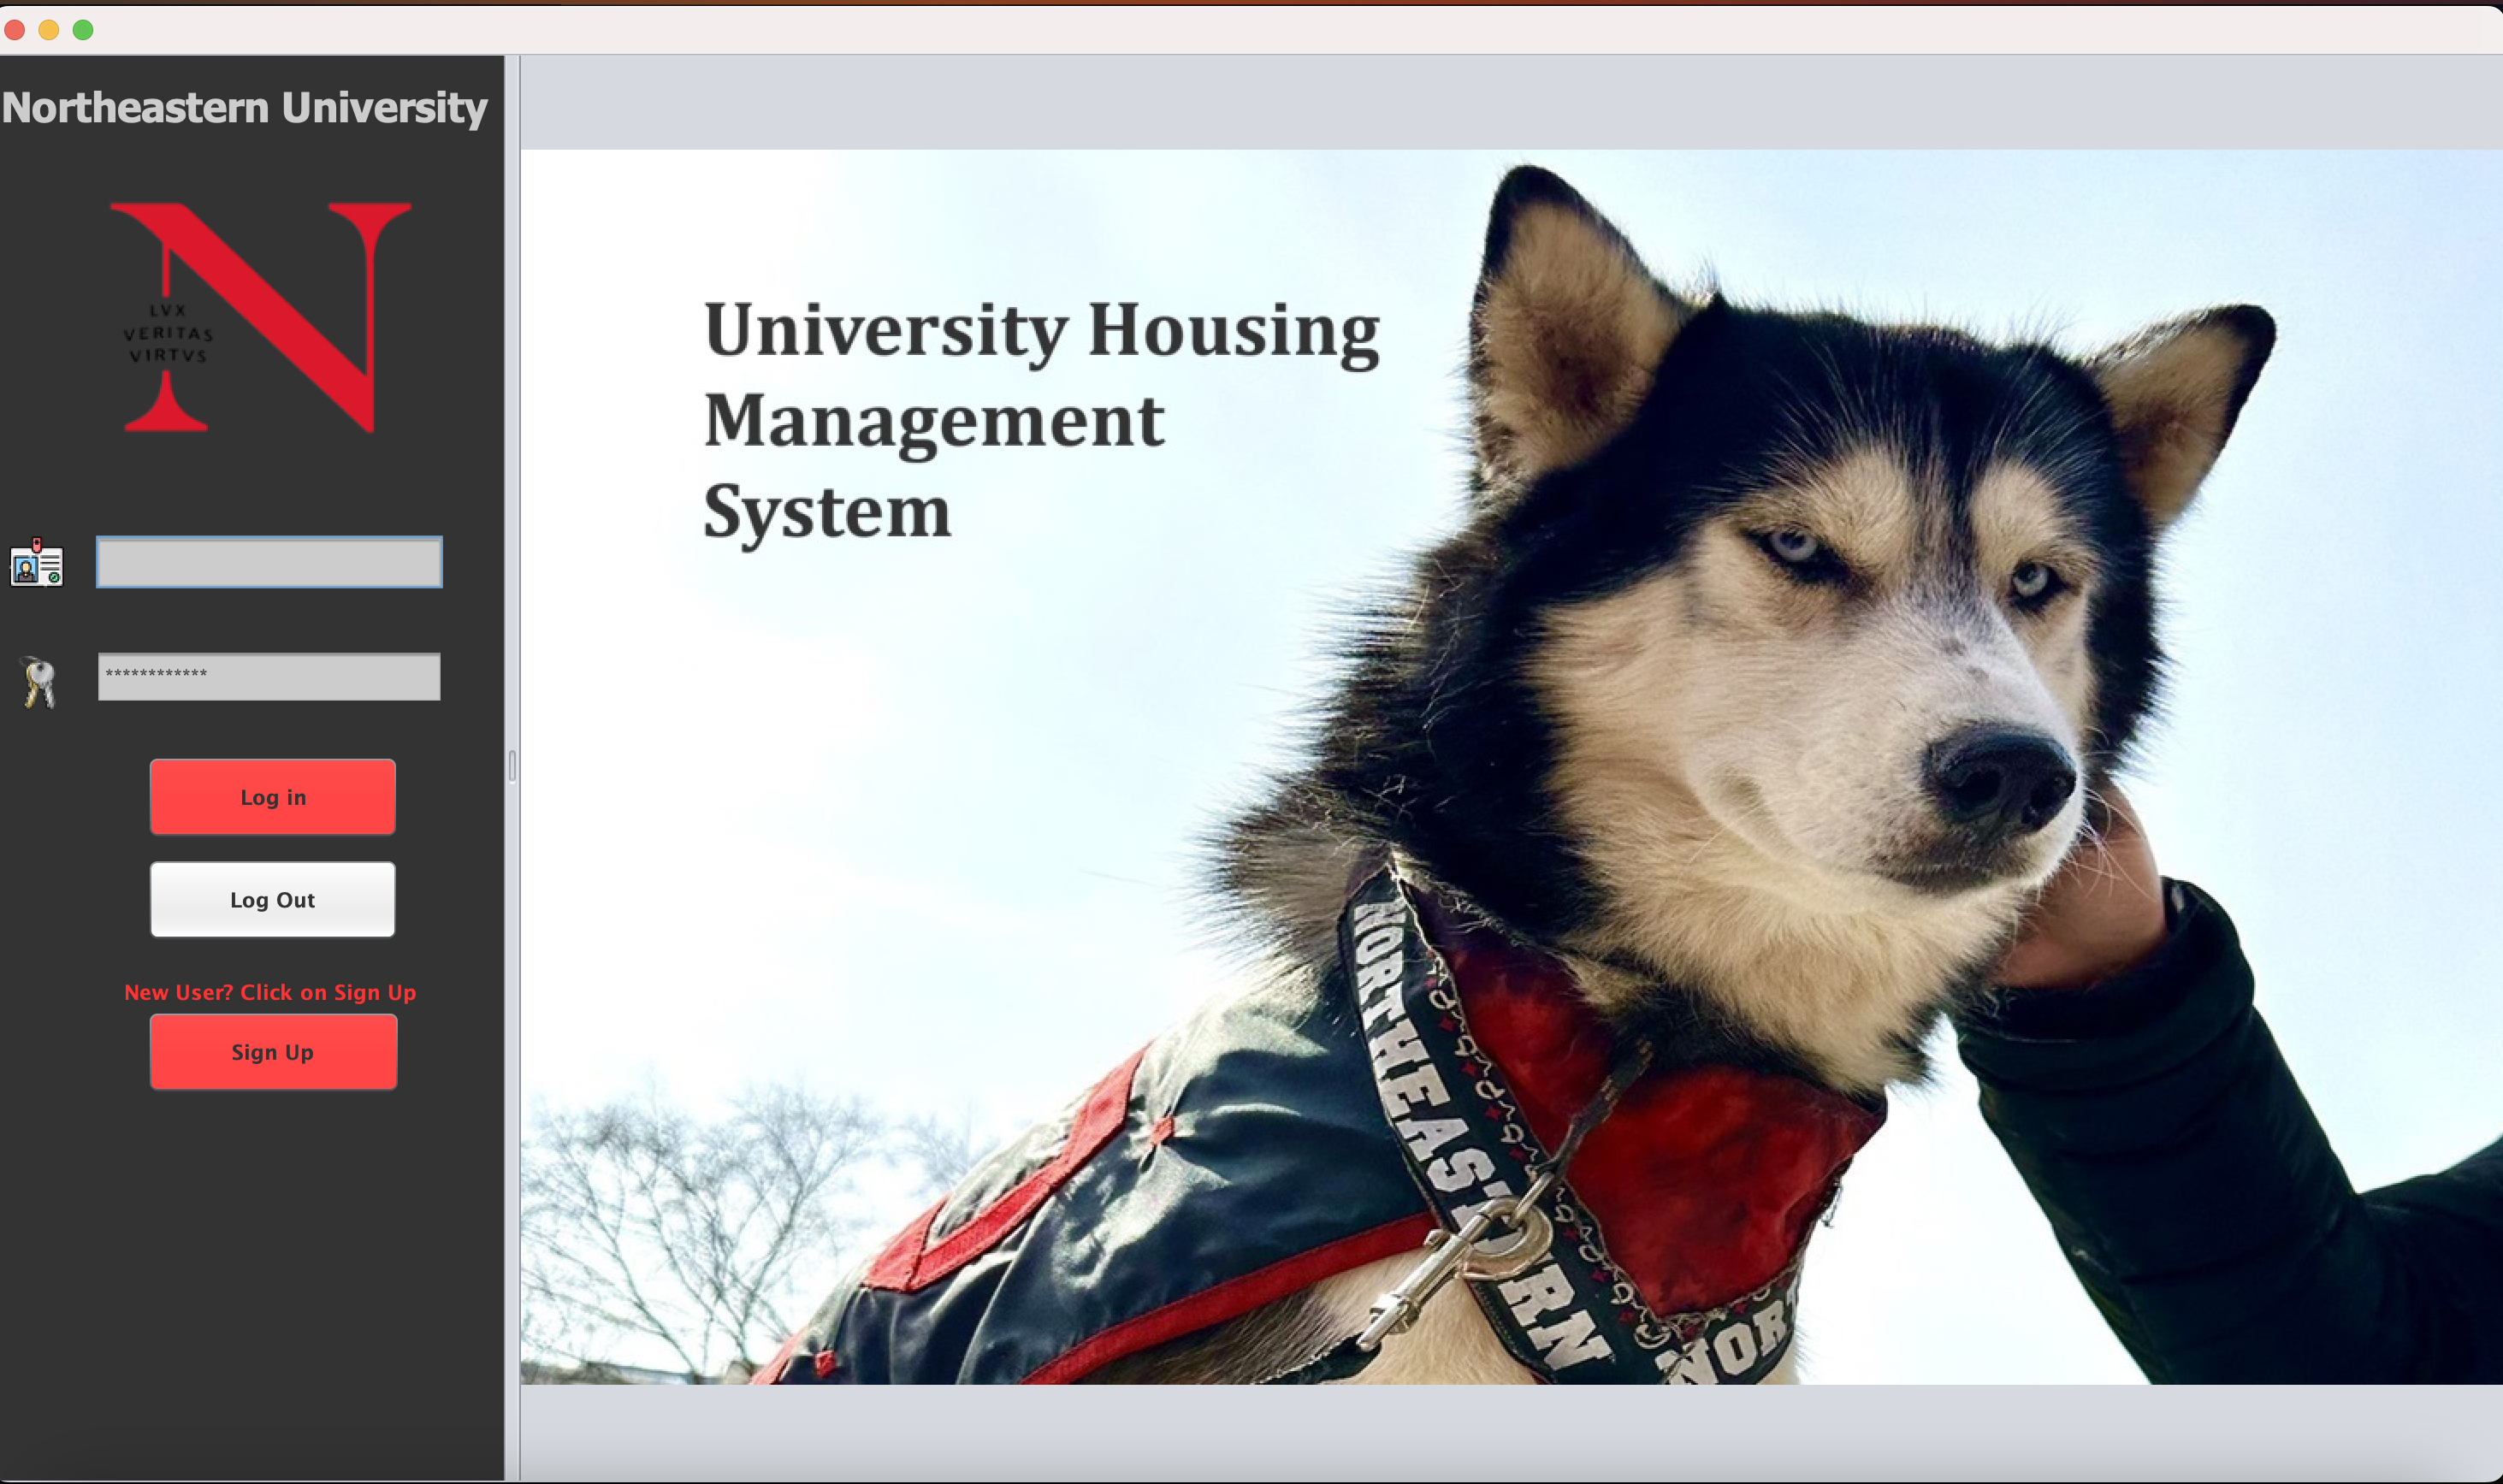 Northeastern University
LVX
VERITAS
VIRTVS
************
Log in
Log Out
New User? Click on Sign Up
Sign Up
University Housing
Management
System
NORTHEASTERN
NORT